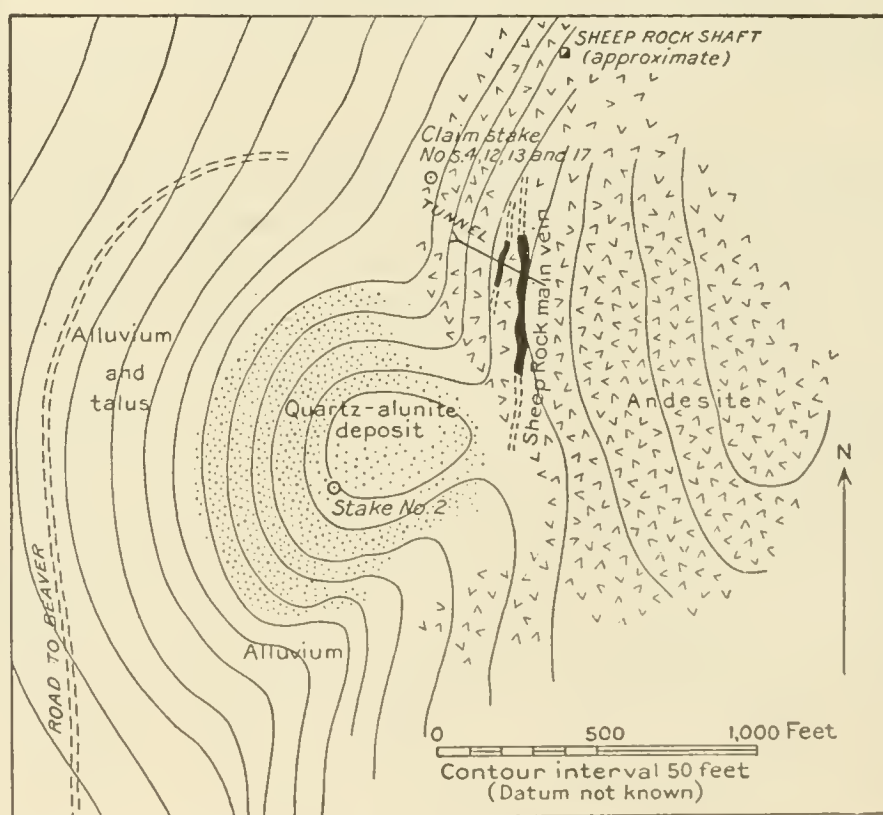 SHEEP ROCK SHAFT
(approximate)
Claim stake
No s.4,12,13 and 17
TUNNEL
Sheep Rock main vein
Alluvium
and
talus
Quartz-alunite
deposit
Andesite
N
Stake No. 2
ROAD TO BEAVER
Alluvium
0 500 1,000 Feet
Contour interval 50 feet
(Datum not known)